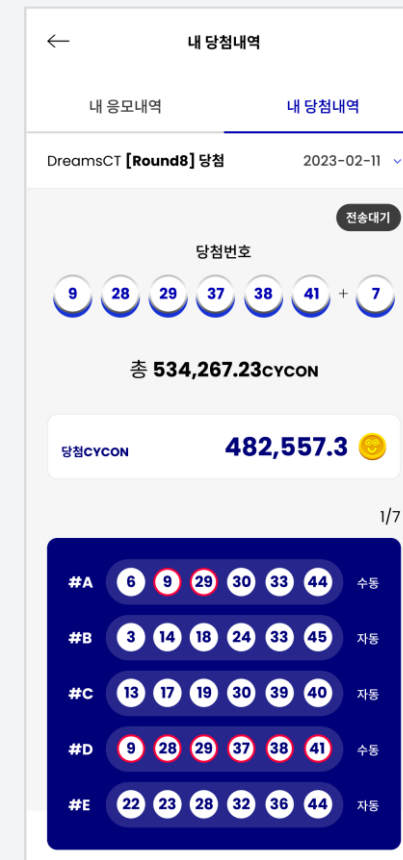 내 당첨내역
내 응모내역 내 당첨내역
DreamsCT [Round8] 당첨 2023-02-11
전송대기
당첨번호
9 28 29 37 38 41 + 7
총 534,267.23CYCON
당첨CYCON 482,557.3
1/7
#A 6 9 29 30 33 44 수동
#B 3 14 18 24 33 45 자동
#C 13 17 19 30 39 40 자동
#D 9 28 29 37 38 41 수동
#E 22 23 28 32 36 44 자동